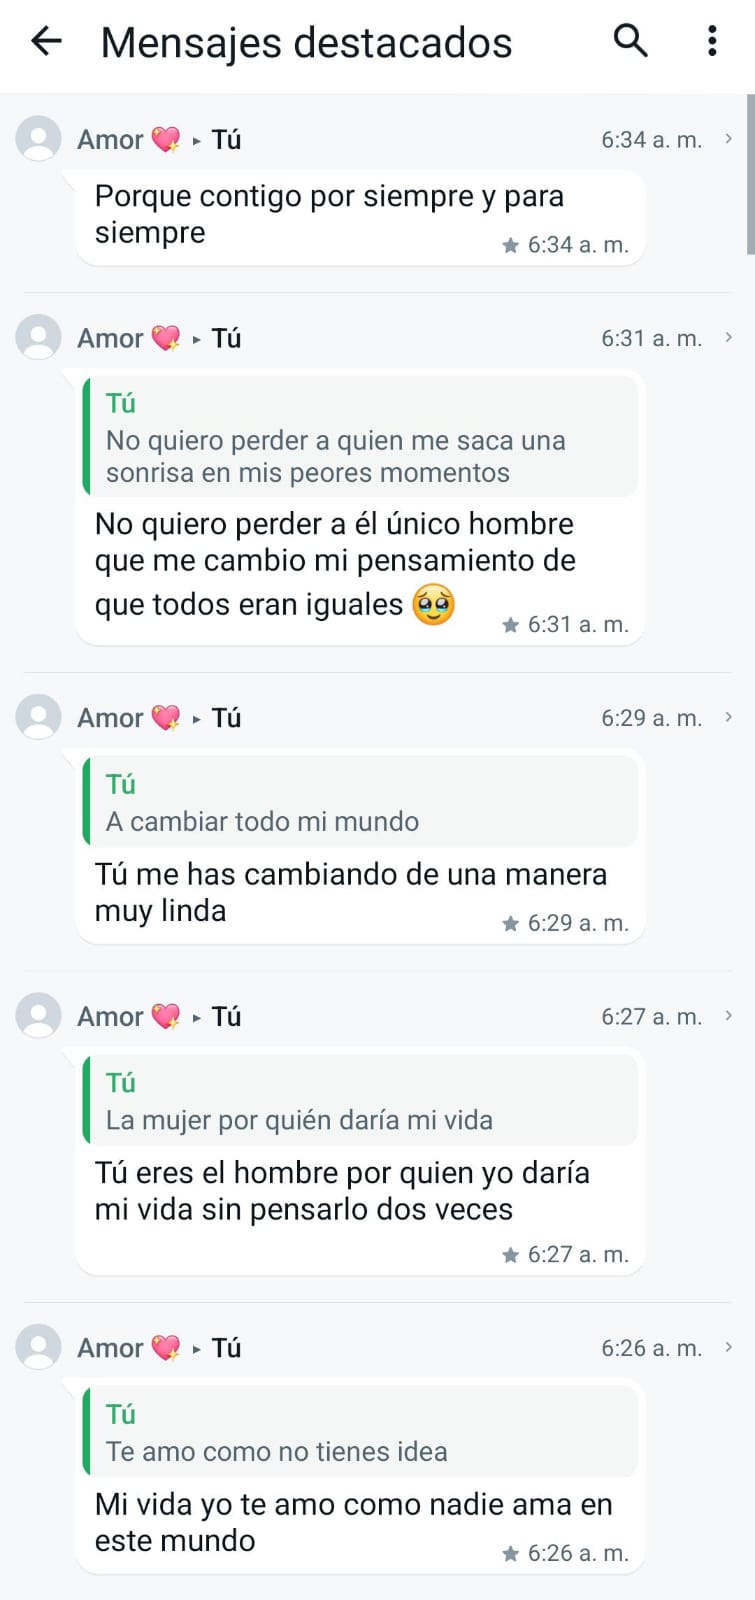 Mensajes destacados
Amor 💖 ▸ Tú 6:34 a. m.
Porque contigo por siempre y para
siempre
★ 6:34 a. m.
Amor 💖 ▸ Tú 6:31 a. m.
Tú
No quiero perder a quien me saca una
sonrisa en mis peores momentos
No quiero perder a él único hombre
que me cambio mi pensamiento de
que todos eran iguales 🥹
★ 6:31 a. m.
Amor 💖 ▸ Tú 6:29 a. m.
Tú
A cambiar todo mi mundo
Tú me has cambiando de una manera
muy linda
★ 6:29 a. m.
Amor 💖 ▸ Tú 6:27 a. m.
Tú
La mujer por quién daría mi vida
Tú eres el hombre por quien yo daría
mi vida sin pensarlo dos veces
★ 6:27 a. m.
Amor 💖 ▸ Tú 6:26 a. m.
Tú
Te amo como no tienes idea
Mi vida yo te amo como nadie ama en
este mundo
★ 6:26 a. m.